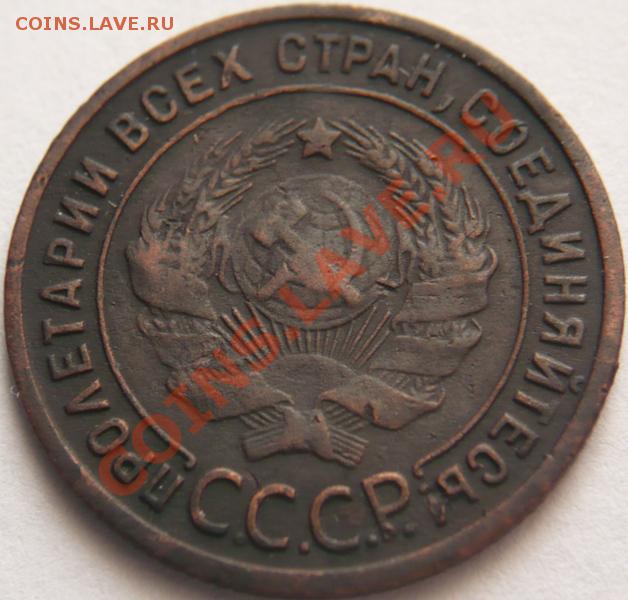 COINS.LAVE.RU
ПРОЛЕТАРИИ ВСЕХ СТРАН, СОЕДИНЯЙТЕСЬ!
С.С.С.Р.
COINS.LAVE.RU